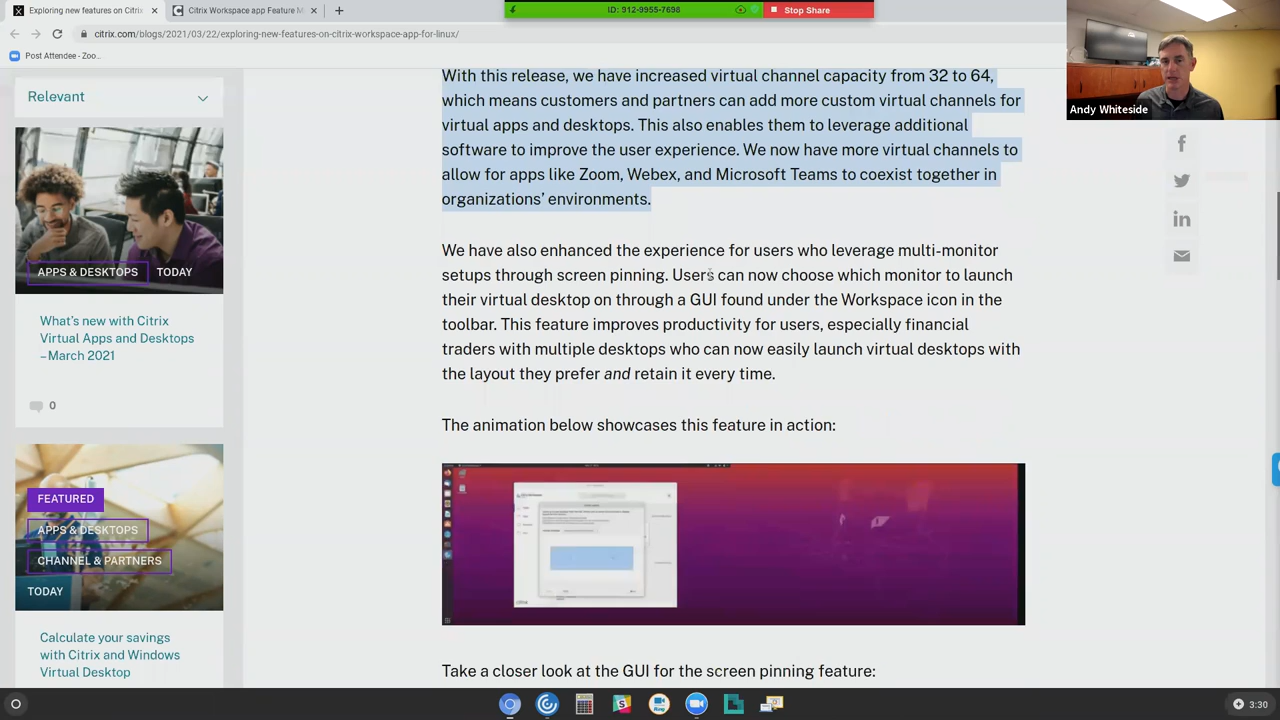 Exploring new features on Citrix
Citrix Workspace app Feature M
ID: 912-9955-7698
Stop Share
citrix.com/blogs/2021/03/22/exploring-new-features-on-citrix-workspace-app-for-linux/
Post Attendee - Zoo...
Andy Whiteside
Relevant
APPS & DESKTOPS
TODAY
What's new with Citrix
Virtual Apps and Desktops
– March 2021
0
FEATURED
APPS & DESKTOPS
CHANNEL & PARTNERS
TODAY
Calculate your savings
with Citrix and Windows
Virtual Desktop
With this release, we have increased virtual channel capacity from 32 to 64,
which means customers and partners can add more custom virtual channels for
virtual apps and desktops. This also enables them to leverage additional
software to improve the user experience. We now have more virtual channels to
allow for apps like Zoom, Webex, and Microsoft Teams to coexist together in
organizations' environments.
We have also enhanced the experience for users who leverage multi-monitor
setups through screen pinning. Users can now choose which monitor to launch
their virtual desktop on through a GUI found under the Workspace icon in the
toolbar. This feature improves productivity for users, especially financial
traders with multiple desktops who can now easily launch virtual desktops with
the layout they prefer and retain it every time.
The animation below showcases this feature in action:
Take a closer look at the GUI for the screen pinning feature:
3:30